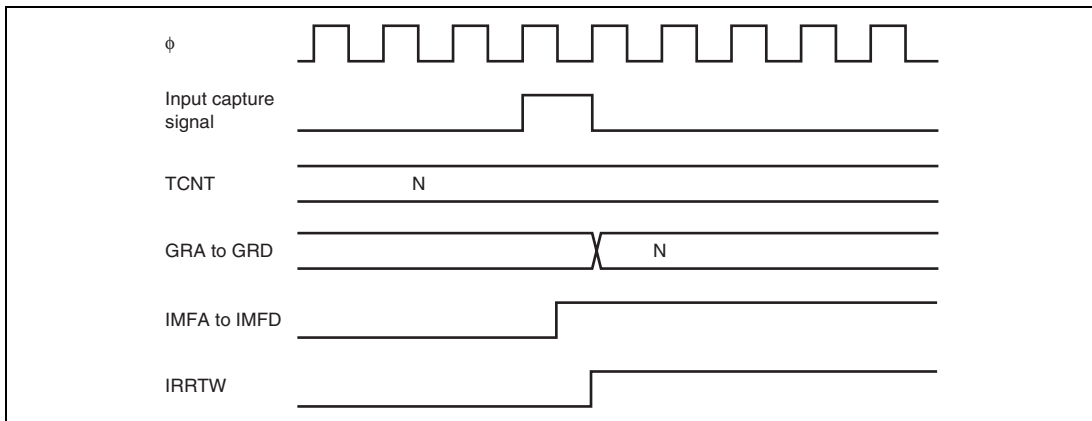 ϕ
Input capture
signal
TCNT
N
GRA to GRD
N
IMFA to IMFD
IRRTW